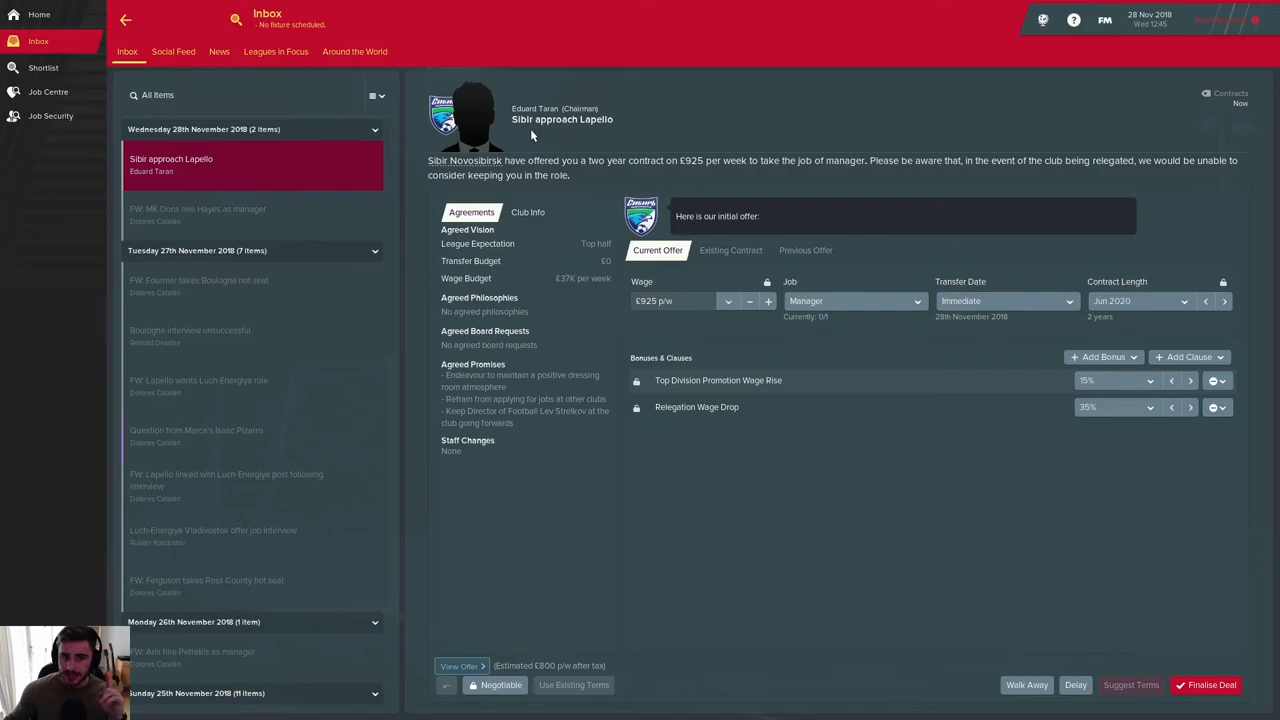 Home
Inbox
Shortlist
Job Centre
Job Security
Inbox
- No fixture scheduled.
FM
28 Nov 2018
Wed 12:45
Inbox
Social Feed
News
Leagues in Focus
Around the World
All Items
Wednesday 28th November 2018 (2 items)
Sibir approach Lapello
Eduard Taran
FW: MK Dons hire Hayes as manager
Dolores Catalán
Tuesday 27th November 2018 (7 items)
FW: Fournier takes Boulogne hot seat
Dolores Catalán
Boulogne interview unsuccessful
FW: Lapello wants Luch-Energiya role
Dolores Catalán
Question from Marca's Isaac Pizarro
Dolores Catalán
FW: Lapello linked with Luch-Energiya post following
interview
Dolores Catalán
Luch-Energiya Vladivostok offer job interview
Ruslan Kondratov
FW: Ferguson takes Ross County hot seat
Dolores Catalán
Monday 26th November 2018 (1 item)
FW: Aris hire Petrakis as manager
Dolores Catalán
Sunday 25th November 2018 (11 items)
Eduard Taran (Chairman)
Sibir approach Lapello
Contracts
Now
Sibir Novosibirsk have offered you a two year contract on £925 per week to take the job of manager. Please be aware that, in the event of the club being relegated, we would be unable to
consider keeping you in the role.
Agreements
Club Info
Agreed Vision
League Expectation Top half
Transfer Budget £0
Wage Budget £37K per week
Agreed Philosophies
No agreed philosophies
Agreed Board Requests
No agreed board requests
Agreed Promises
- Endeavour to maintain a positive dressing
room atmosphere
- Refrain from applying for jobs at other clubs
- Keep Director of Football Lev Strelkov at the
club going forwards
Staff Changes
None
СИБИРЬ
Here is our initial offer:
Current Offer
Existing Contract
Previous Offer
Wage
Job
Transfer Date
Contract Length
£925 p/w
Manager
Immediate
Jun 2020
Currently: 0/1
28th November 2018
2 years
Bonuses & Clauses
Add Bonus
Add Clause
Top Division Promotion Wage Rise
15%
Relegation Wage Drop
35%
View Offer
(Estimated £800 p/w after tax)
Negotiable
Use Existing Terms
Walk Away
Delay
Suggest Terms
Finalise Deal